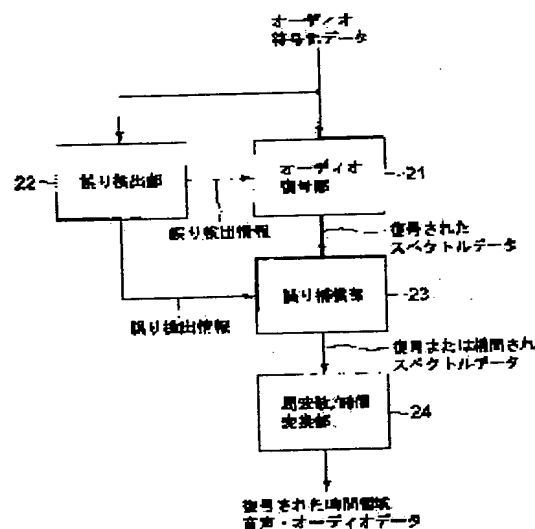 オーディオ
符号化データ
22
誤り検出部
オーディオ
復号部
21
誤り検出情報
復号された
スペクトルデータ
誤り補償部
23
誤り検出情報
復号または補間され
スペクトルデータ
周波数/時間
変換部
24
復号された時間領域
音声・オーディオデータ